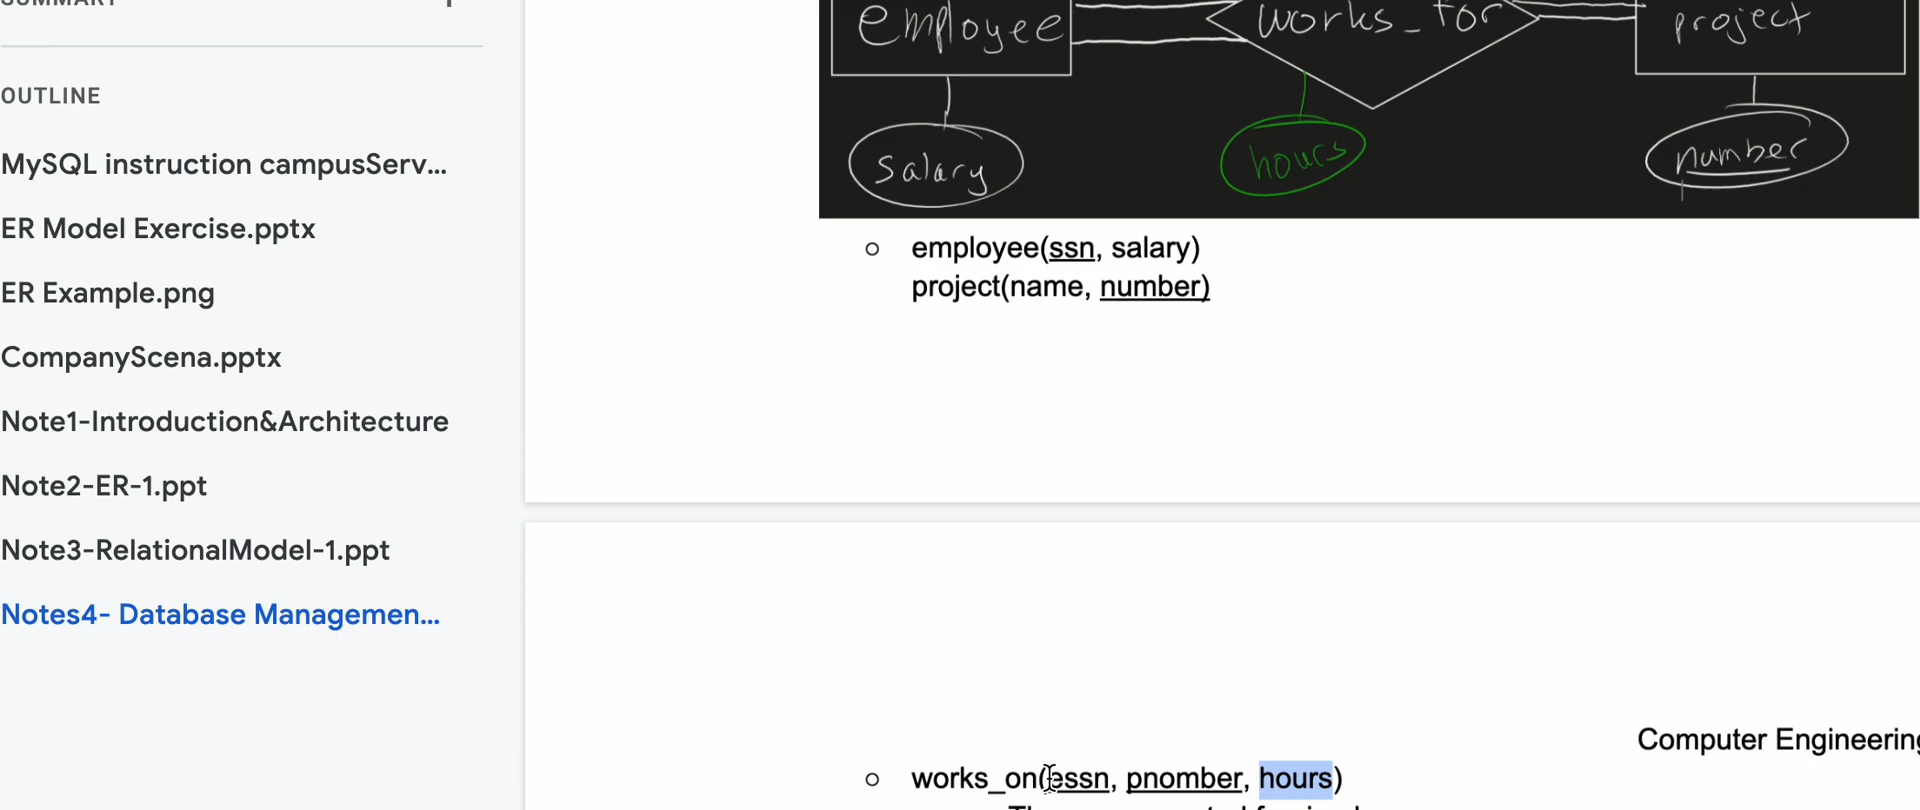 SUMMARY
OUTLINE
MySQL instruction campusServ...
ER Model Exercise.pptx
ER Example.png
CompanyScena.pptx
Note1-Introduction&Architecture
Note2-ER-1.ppt
Note3-RelationalModel-1.ppt
Notes4- Database Managemen...
employee works_for project
salary hours number
employee(ssn, salary)
project(name, number)
Computer Engineering
works_on(essn, pnomber, hours)